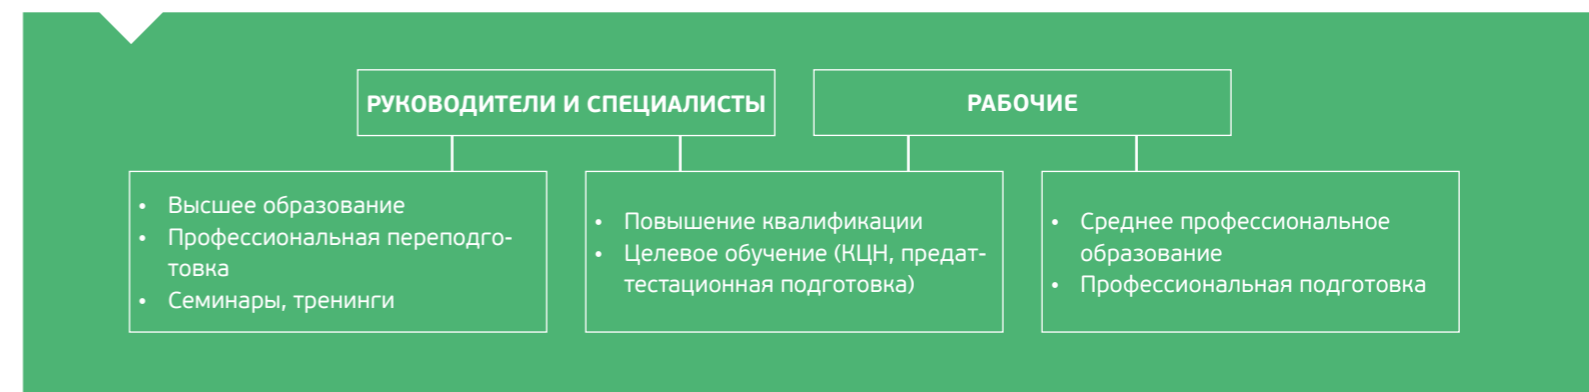 РУКОВОДИТЕЛИ И СПЕЦИАЛИСТЫ
РАБОЧИЕ
• Высшее образование
• Профессиональная переподго-
товка
• Семинары, тренинги
• Повышение квалификации
• Целевое обучение (КЦН, предат-
тестационная подготовка)
• Среднее профессиональное
образование
• Профессиональная подготовка